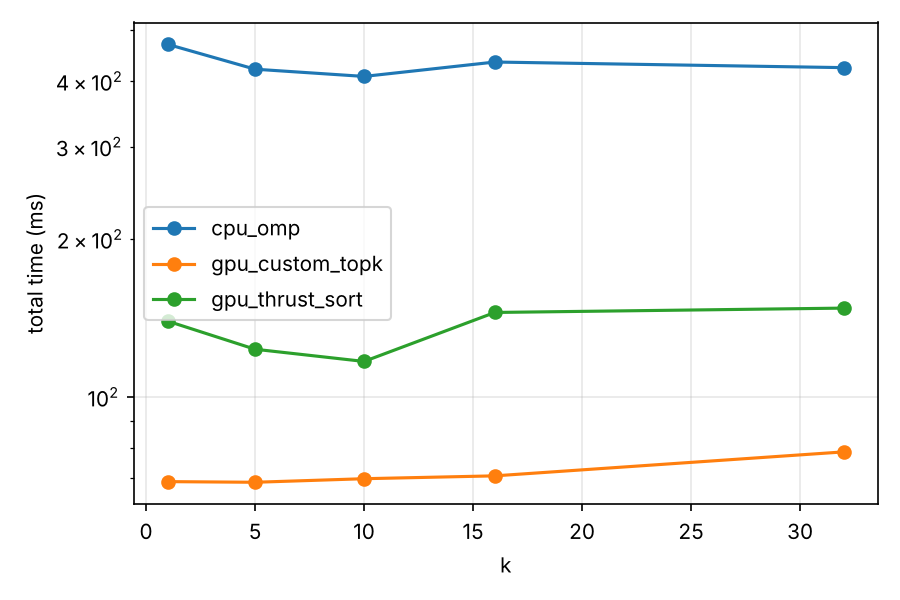 4 × 10²
3 × 10²
2 × 10²
10²
total time (ms)
cpu_omp
gpu_custom_topk
gpu_thrust_sort
0 5 10 15 20 25 30
k